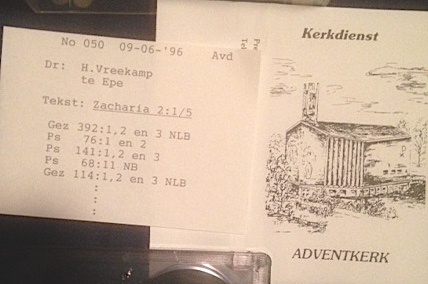 No 050 09-06-'96 Avd
Dr: H.Vreekamp
te Epe
Tekst: Zacharia 2:1/5
Gez 392:1,2 en 3 NLB
Ps 76:1 en 2
Ps 141:1,2 en 3
Ps 68:11 NB
Gez 114:1,2 en 3 NLB
:
:
:
Pr
Tel
Kerkdienst
ADVENTKERK